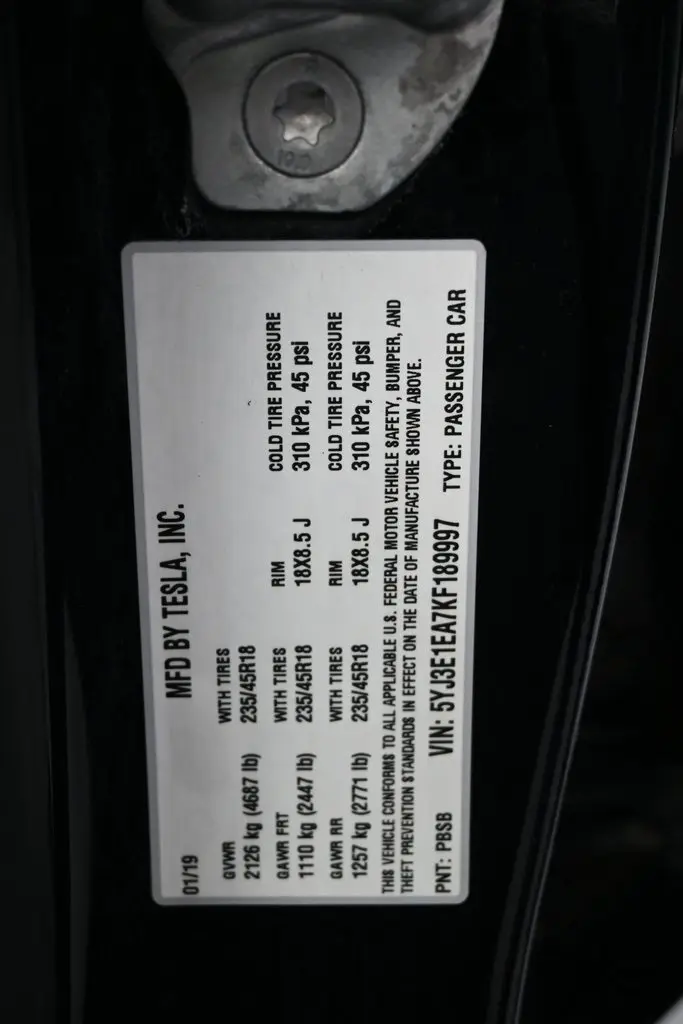 MFD BY TESLA, INC.
01/19
GVWR WITH TIRES
2126 kg (4687 lb) 235/45R18
GAWR FRT WITH TIRES RIM COLD TIRE PRESSURE
1110 kg (2447 lb) 235/45R18 18X8.5 J 310 kPa, 45 psi
GAWR RR WITH TIRES RIM COLD TIRE PRESSURE
1257 kg (2771 lb) 235/45R18 18X8.5 J 310 kPa, 45 psi
THIS VEHICLE CONFORMS TO ALL APPLICABLE U.S. FEDERAL MOTOR VEHICLE SAFETY, BUMPER, AND
THEFT PREVENTION STANDARDS IN EFFECT ON THE DATE OF MANUFACTURE SHOWN ABOVE.
PNT: PBSB VIN: 5YJ3E1EA7KF189997 TYPE: PASSENGER CAR